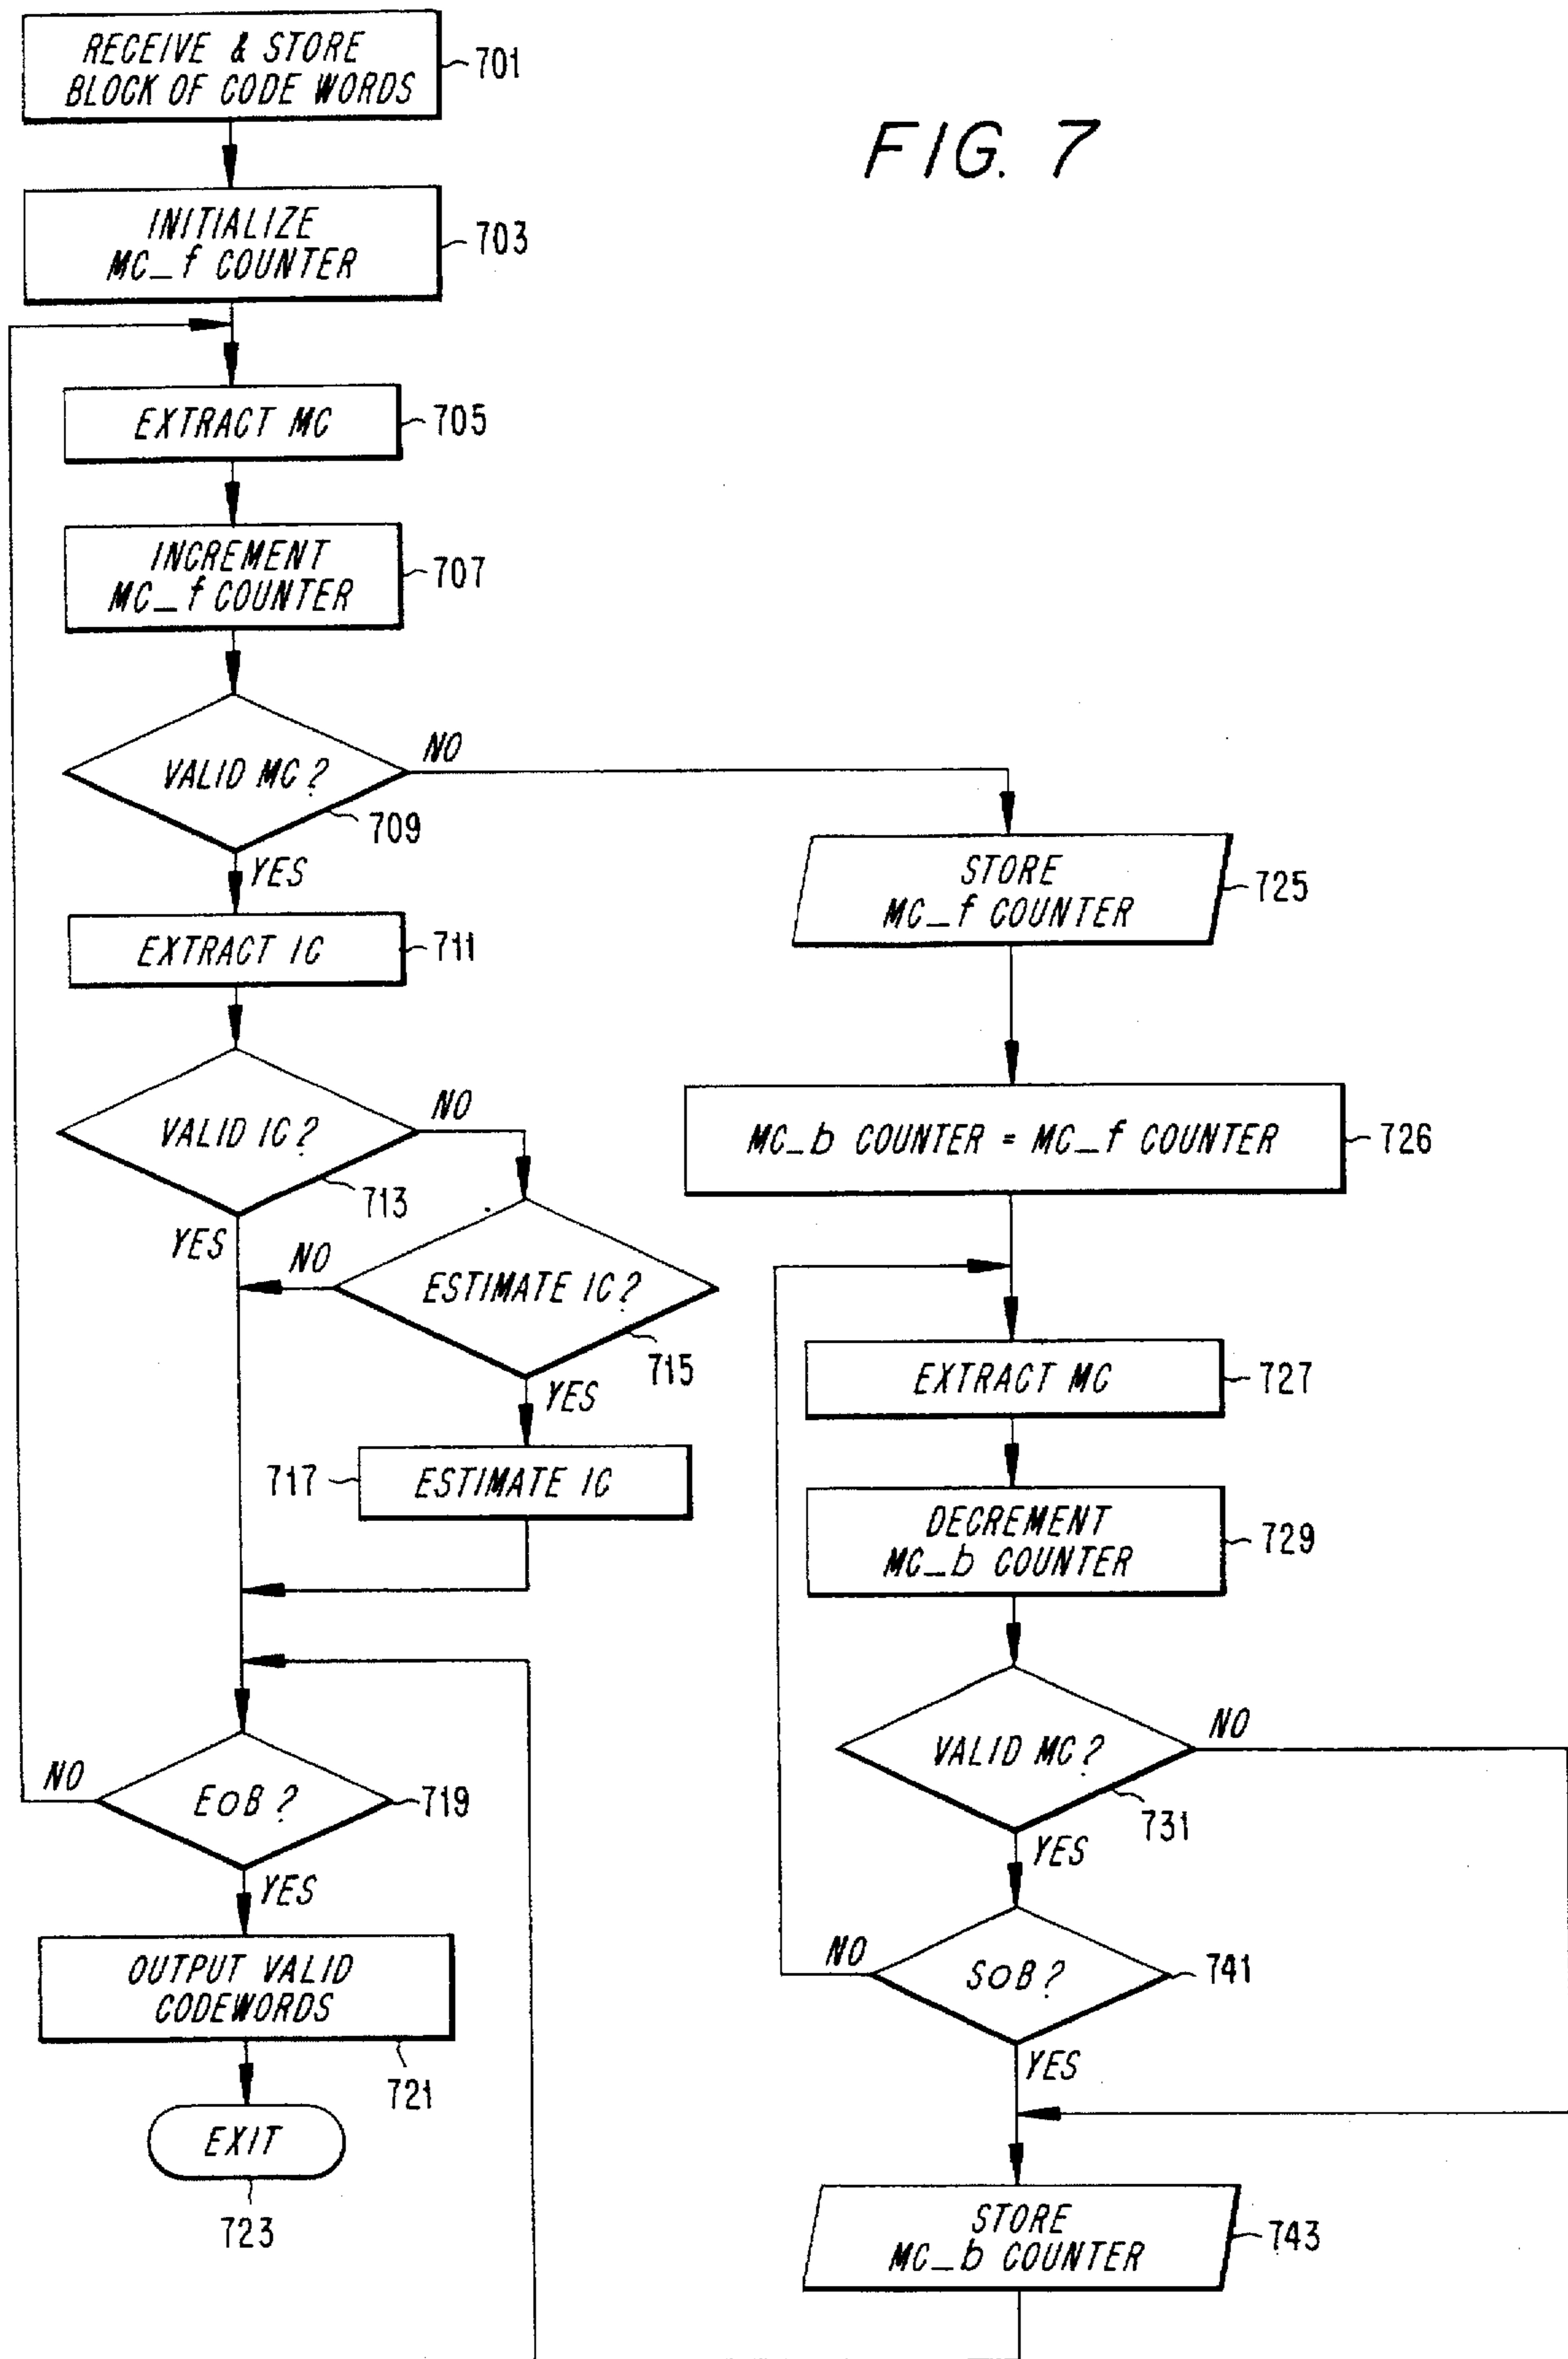 RECEIVE & STORE
BLOCK OF CODE WORDS
701
FIG. 7
INITIALIZE
MC_f COUNTER
703
EXTRACT MC
705
INCREMENT
MC_f COUNTER
707
VALID MC?
NO
709
YES
STORE
MC_f COUNTER
725
EXTRACT IC
711
MC_b COUNTER = MC_f COUNTER
726
VALID IC?
NO
713
YES
NO
ESTIMATE IC?
715
YES
717
ESTIMATE IC
EXTRACT MC
727
DECREMENT
MC_b COUNTER
729
VALID MC?
NO
731
YES
NO
EoB?
719
YES
NO
SoB?
741
YES
OUTPUT VALID
CODEWORDS
721
EXIT
723
STORE
MC_b COUNTER
743